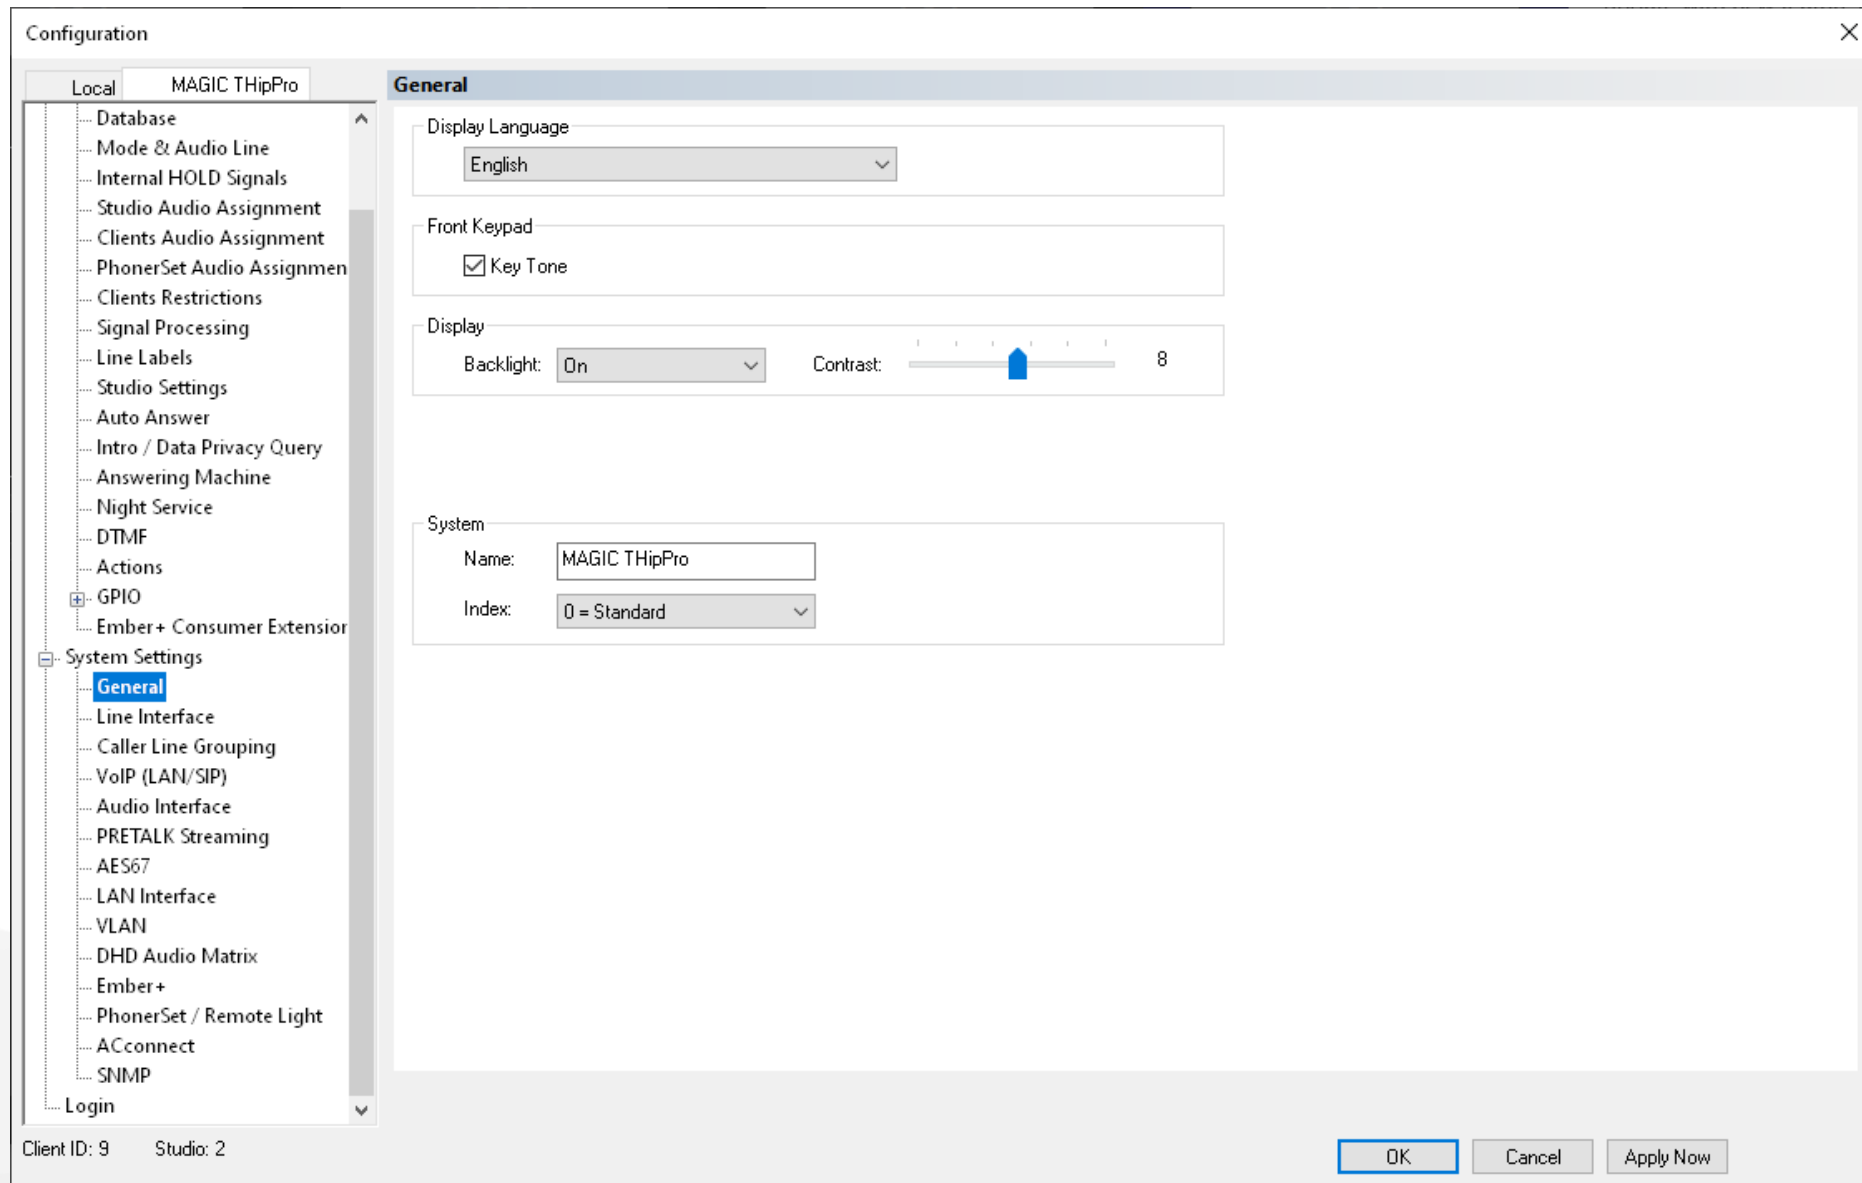 Configuration
Local
MAGIC THipPro
General
Database
Mode & Audio Line
Internal HOLD Signals
Studio Audio Assignment
Clients Audio Assignment
PhonerSet Audio Assignmen
Clients Restrictions
Signal Processing
Line Labels
Studio Settings
Auto Answer
Intro / Data Privacy Query
Answering Machine
Night Service
DTMF
Actions
GPIO
Ember+ Consumer Extension
System Settings
General
Line Interface
Caller Line Grouping
VoIP (LAN/SIP)
Audio Interface
PRETALK Streaming
AES67
LAN Interface
VLAN
DHD Audio Matrix
Ember+
PhonerSet / Remote Light
ACconnect
SNMP
Login
Display Language
English
Front Keypad
Key Tone
Display
Backlight: On Contrast: 8
System
Name: MAGIC THipPro
Index: 0 = Standard
Client ID: 9 Studio: 2
OK Cancel Apply Now